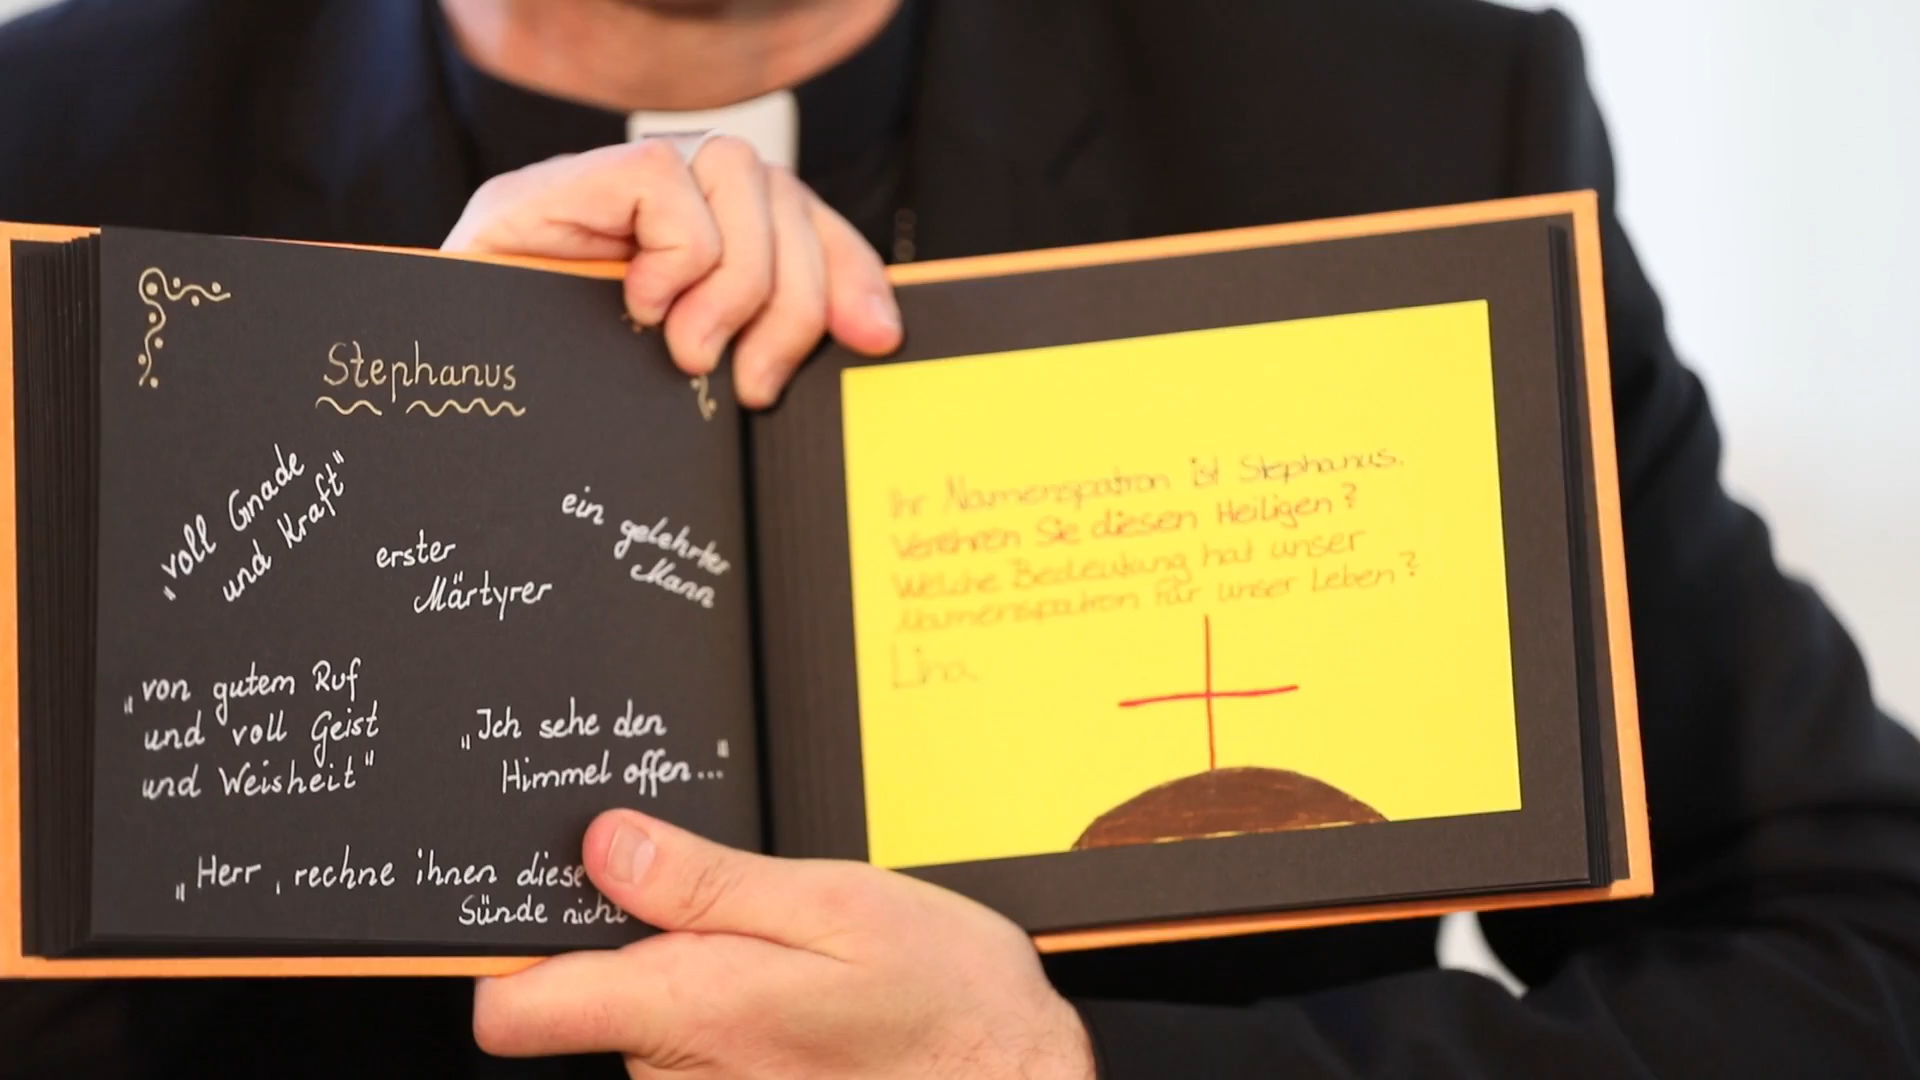 Stephanus
„voll Gnade
und Kraft"
erster
Märtyrer
ein gelehrter
Mann
„von gutem Ruf
und voll Geist
und Weisheit"
„Ich sehe den
Himmel offen..."
„Herr, rechne ihnen diese
Sünde nicht
Ihr Namenspatron ist Stephanus.
Verehren Sie diesen Heiligen?
Welche Bedeutung hat unser
Namenspatron für unser Leben?
Lina